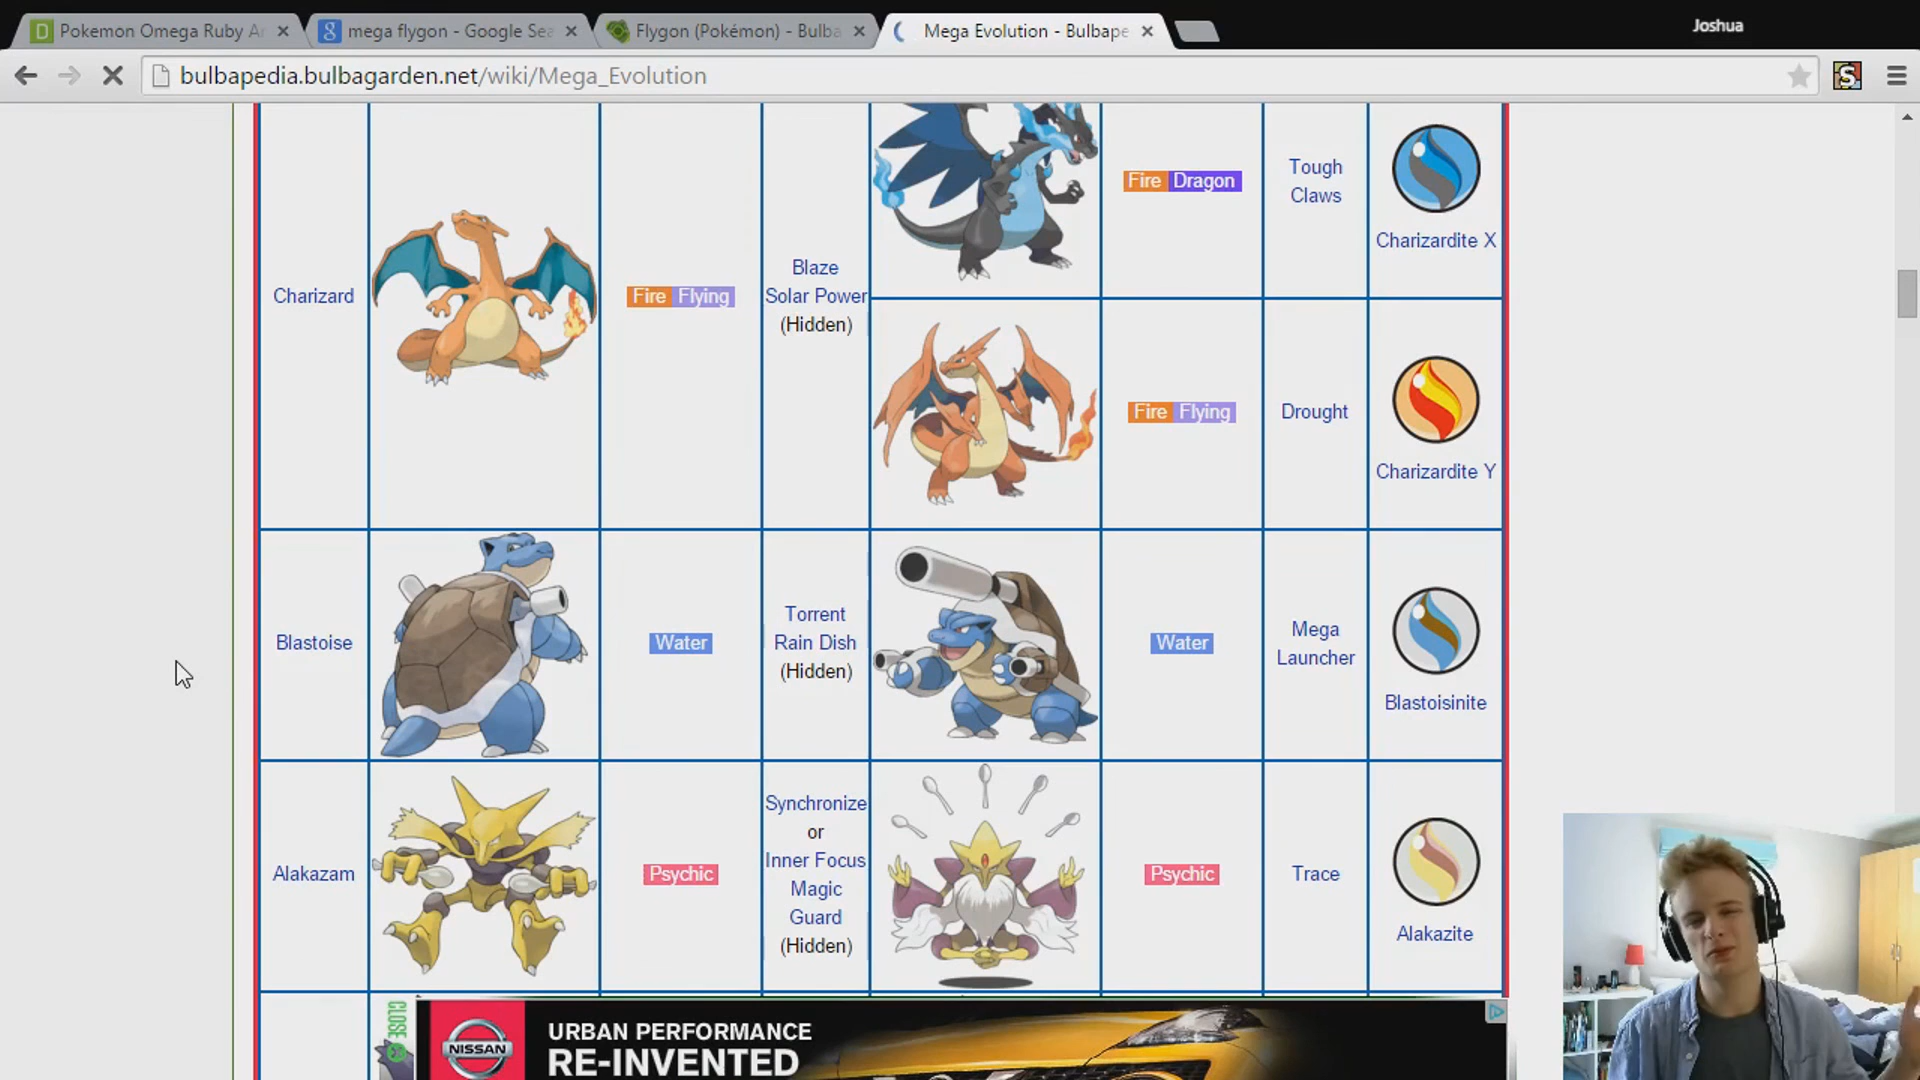 Pokemon Omega Ruby Ar
mega flygon - Google Sea
Flygon (Pokémon) - Bulba
Mega Evolution - Bulbape
Joshua
bulbapedia.bulbagarden.net/wiki/Mega_Evolution
Charizard
Fire Flying
Blaze
Solar Power
(Hidden)
Fire Dragon
Tough
Claws
Charizardite X
Fire Flying
Drought
Charizardite Y
Blastoise
Water
Torrent
Rain Dish
(Hidden)
Water
Mega
Launcher
Blastoisinite
Alakazam
Psychic
Synchronize
or
Inner Focus
Magic
Guard
(Hidden)
Psychic
Trace
Alakazite
CLOSE
NISSAN
URBAN PERFORMANCE
RE-INVENTED